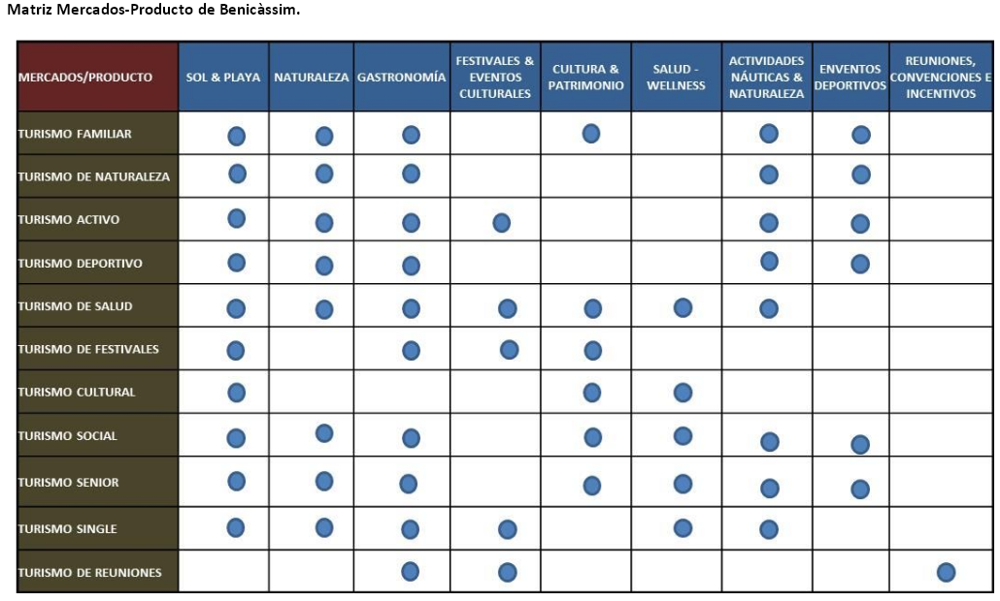 Matriz Mercados-Producto de Benicàssim.
MERCADOS/PRODUCTO
SOL & PLAYA
NATURALEZA
GASTRONOMÍA
FESTIVALES &
EVENTOS
CULTURALES
CULTURA &
PATRIMONIO
SALUD -
WELLNESS
ACTIVIDADES
NÁUTICAS &
NATURALEZA
ENVENTOS
DEPORTIVOS
REUNIONES,
CONVENCIONES E
INCENTIVOS
TURISMO FAMILIAR
TURISMO DE NATURALEZA
TURISMO ACTIVO
TURISMO DEPORTIVO
TURISMO DE SALUD
TURISMO DE FESTIVALES
TURISMO CULTURAL
TURISMO SOCIAL
TURISMO SENIOR
TURISMO SINGLE
TURISMO DE REUNIONES